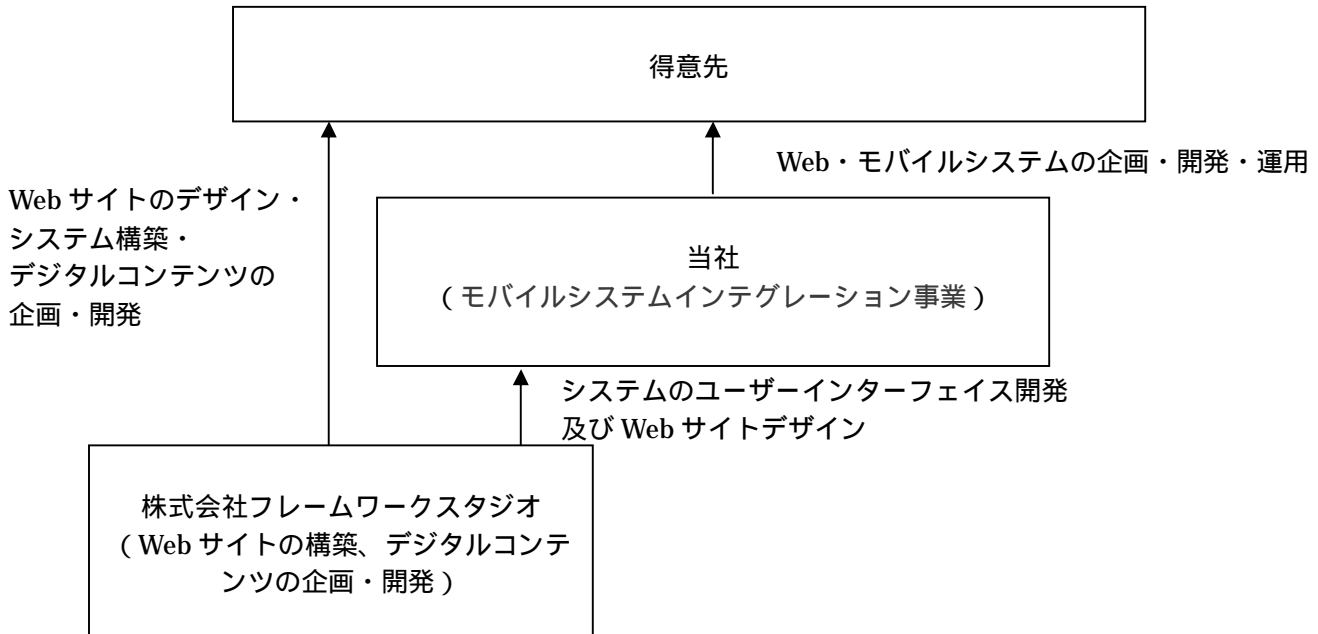 得意先
Web・モバイルシステムの企画・開発・運用
Web サイトのデザイン・
システム構築・
デジタルコンテンツの
企画・開発
当社
(モバイルシステムインテグレーション事業)
システムのユーザーインターフェイス開発
及び Web サイトデザイン
株式会社フレームワークスタジオ
(Web サイトの構築、デジタルコンテ
ンツの企画・開発)